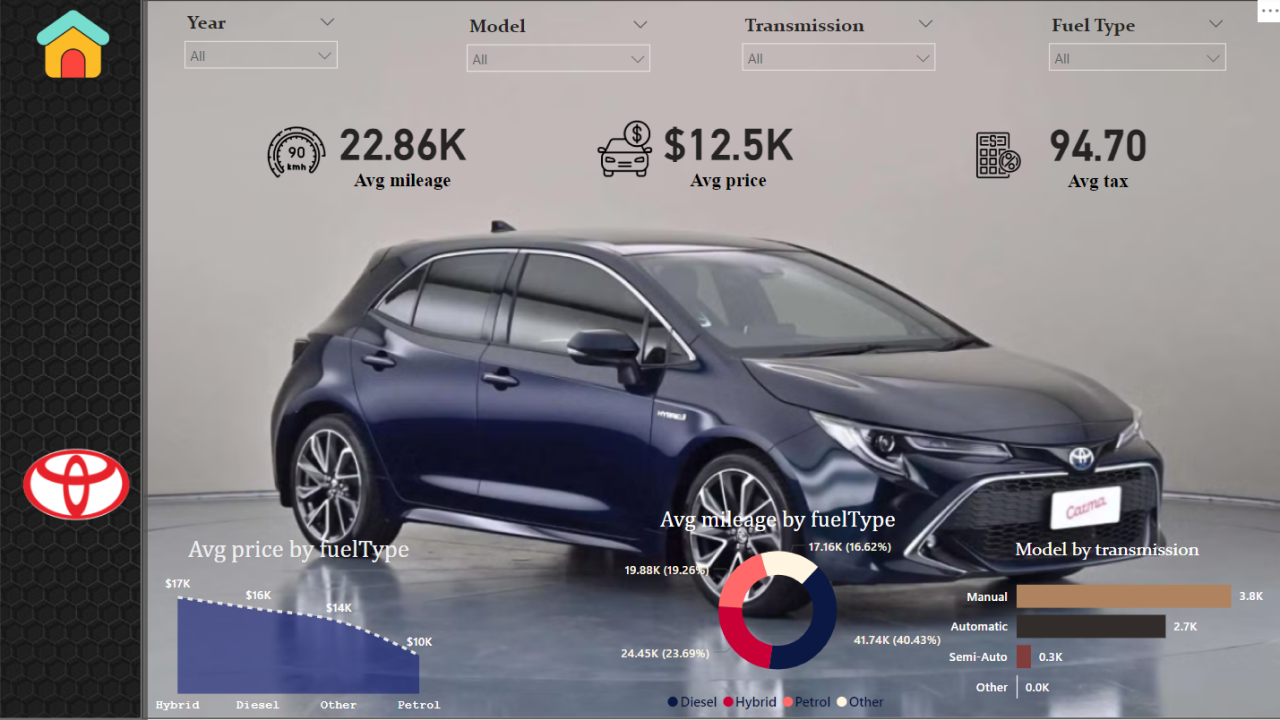 Year
Model
Transmission
Fuel Type
All
All
All
All
90
kmh
$
22.86K
Avg mileage
$12.5K
Avg price
94.70
Avg tax
HYBRID
Carma
Avg price by fuelType
$17K
$16K
$14K
$10K
Hybrid Diesel Other Petrol
Avg mileage by fuelType
17.16K (16.62%)
19.88K (19.26%)
41.74K (40.43%)
24.45K (23.69%)
Diesel Hybrid Petrol Other
Model by transmission
Manual 3.8K
Automatic 2.7K
Semi-Auto 0.3K
Other 0.0K